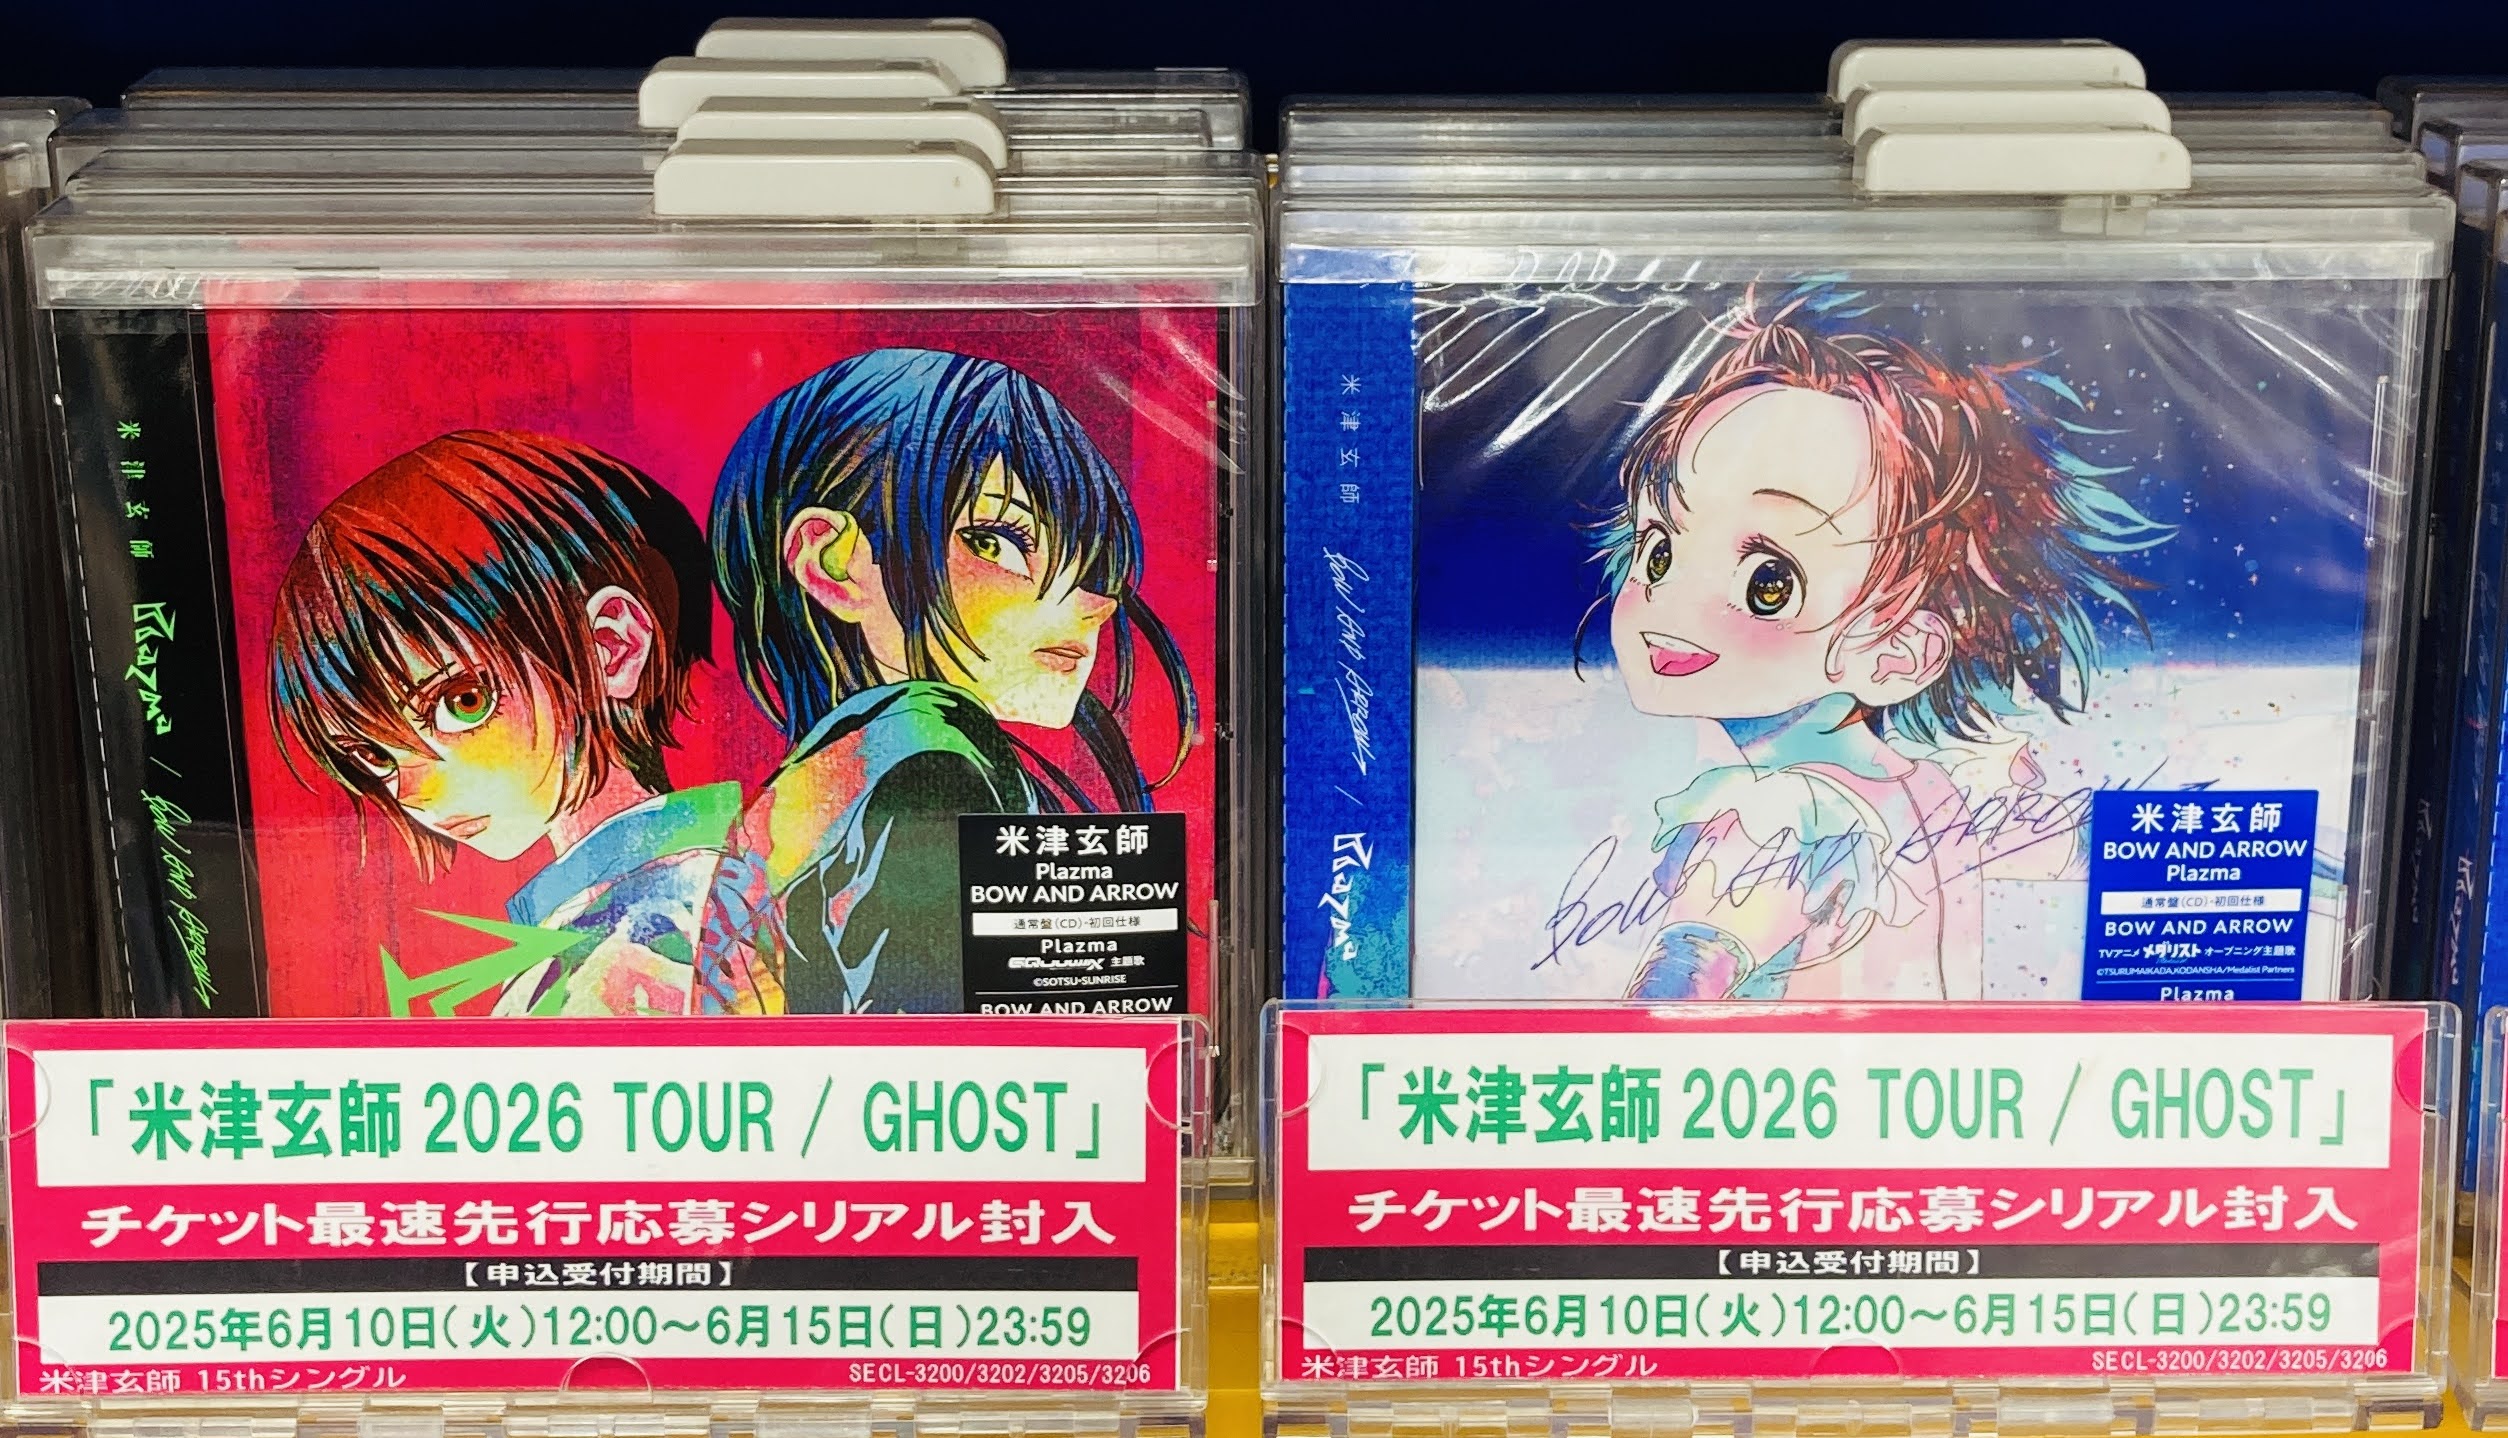 米津玄師 Plazma / Bow and Arrow
米津玄師
Plazma
BOW AND ARROW
通常盤(CD)・初回仕様
Plazma
GQuuuuuuX 主題歌
©SOTSU・SUNRISE
BOW AND ARROW
「米津玄師 2026 TOUR / GHOST」
チケット最速先行応募シリアル封入
【申込受付期間】
2025年6月10日(火)12:00～6月15日(日)23:59
米津玄師 15thシングル
SECL-3200/3202/3205/3206
米津玄師 Bow and Arrow / Plazma
BOW AND ARROW
米津玄師
BOW AND ARROW
Plazma
通常盤(CD)・初回仕様
BOW AND ARROW
TVアニメ メダリスト オープニング主題歌
©TSURUMAIKADA,KODANSHA/Medalist Partners
Plazma
「米津玄師 2026 TOUR / GHOST」
チケット最速先行応募シリアル封入
【申込受付期間】
2025年6月10日(火)12:00～6月15日(日)23:59
米津玄師 15thシングル
SECL-3200/3202/3205/3206